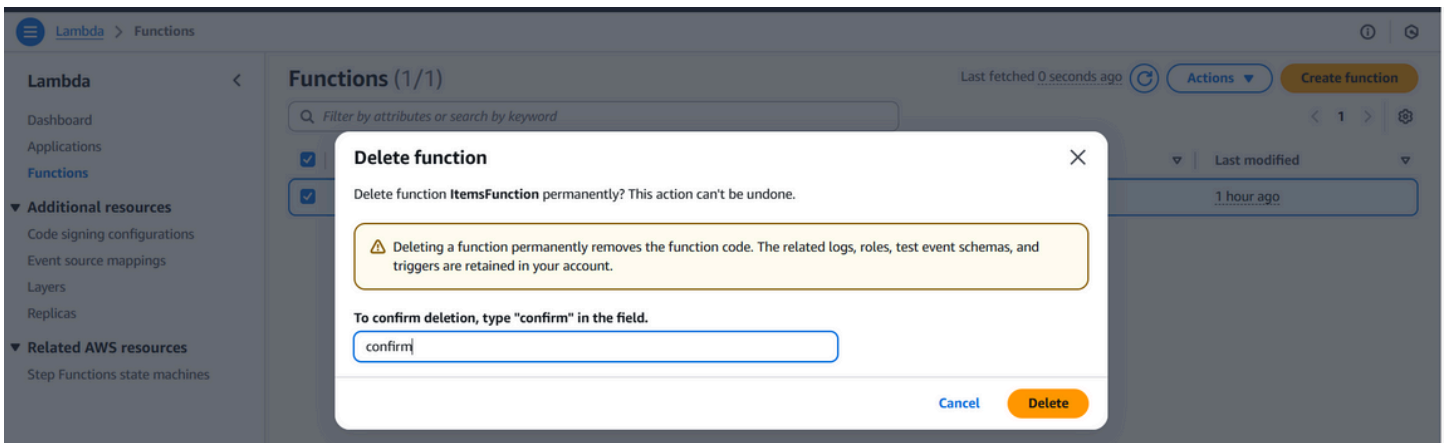 Lambda > Functions
Lambda
Functions (1/1)
Last fetched 0 seconds ago
Actions
Create function
Dashboard
Applications
Functions
Filter by attributes or search by keyword
1
Additional resources
Code signing configurations
Event source mappings
Layers
Replicas
Related AWS resources
Step Functions state machines
Last modified
1 hour ago
Delete function
Delete function ItemsFunction permanently? This action can't be undone.
Deleting a function permanently removes the function code. The related logs, roles, test event schemas, and
triggers are retained in your account.
To confirm deletion, type "confirm" in the field.
confirm
Cancel
Delete